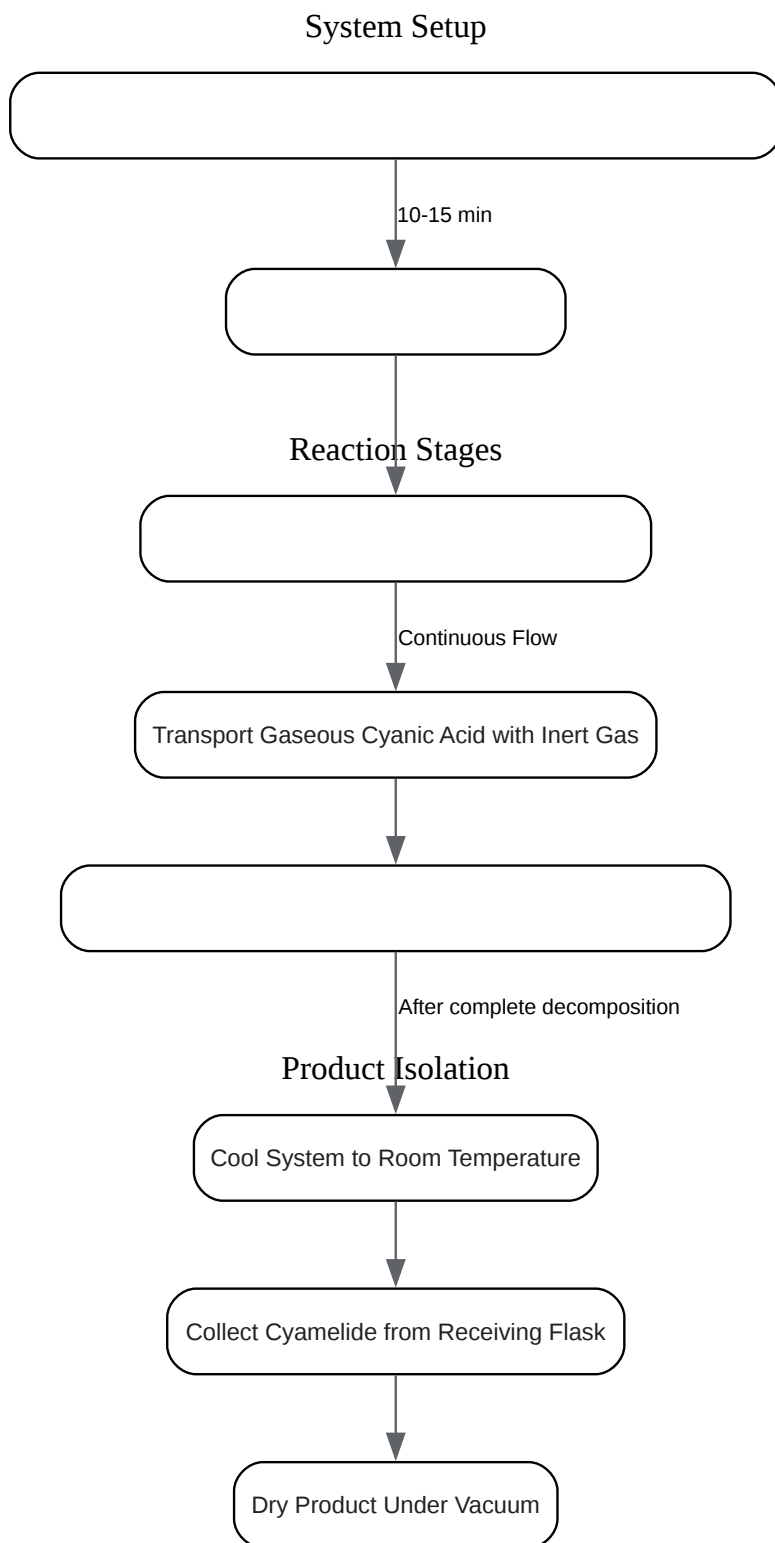 System Setup
10-15 min
Reaction Stages
Continuous Flow
Transport Gaseous Cyanic Acid with Inert Gas
After complete decomposition
Product Isolation
Cool System to Room Temperature
Collect Cyamelide from Receiving Flask
Dry Product Under Vacuum